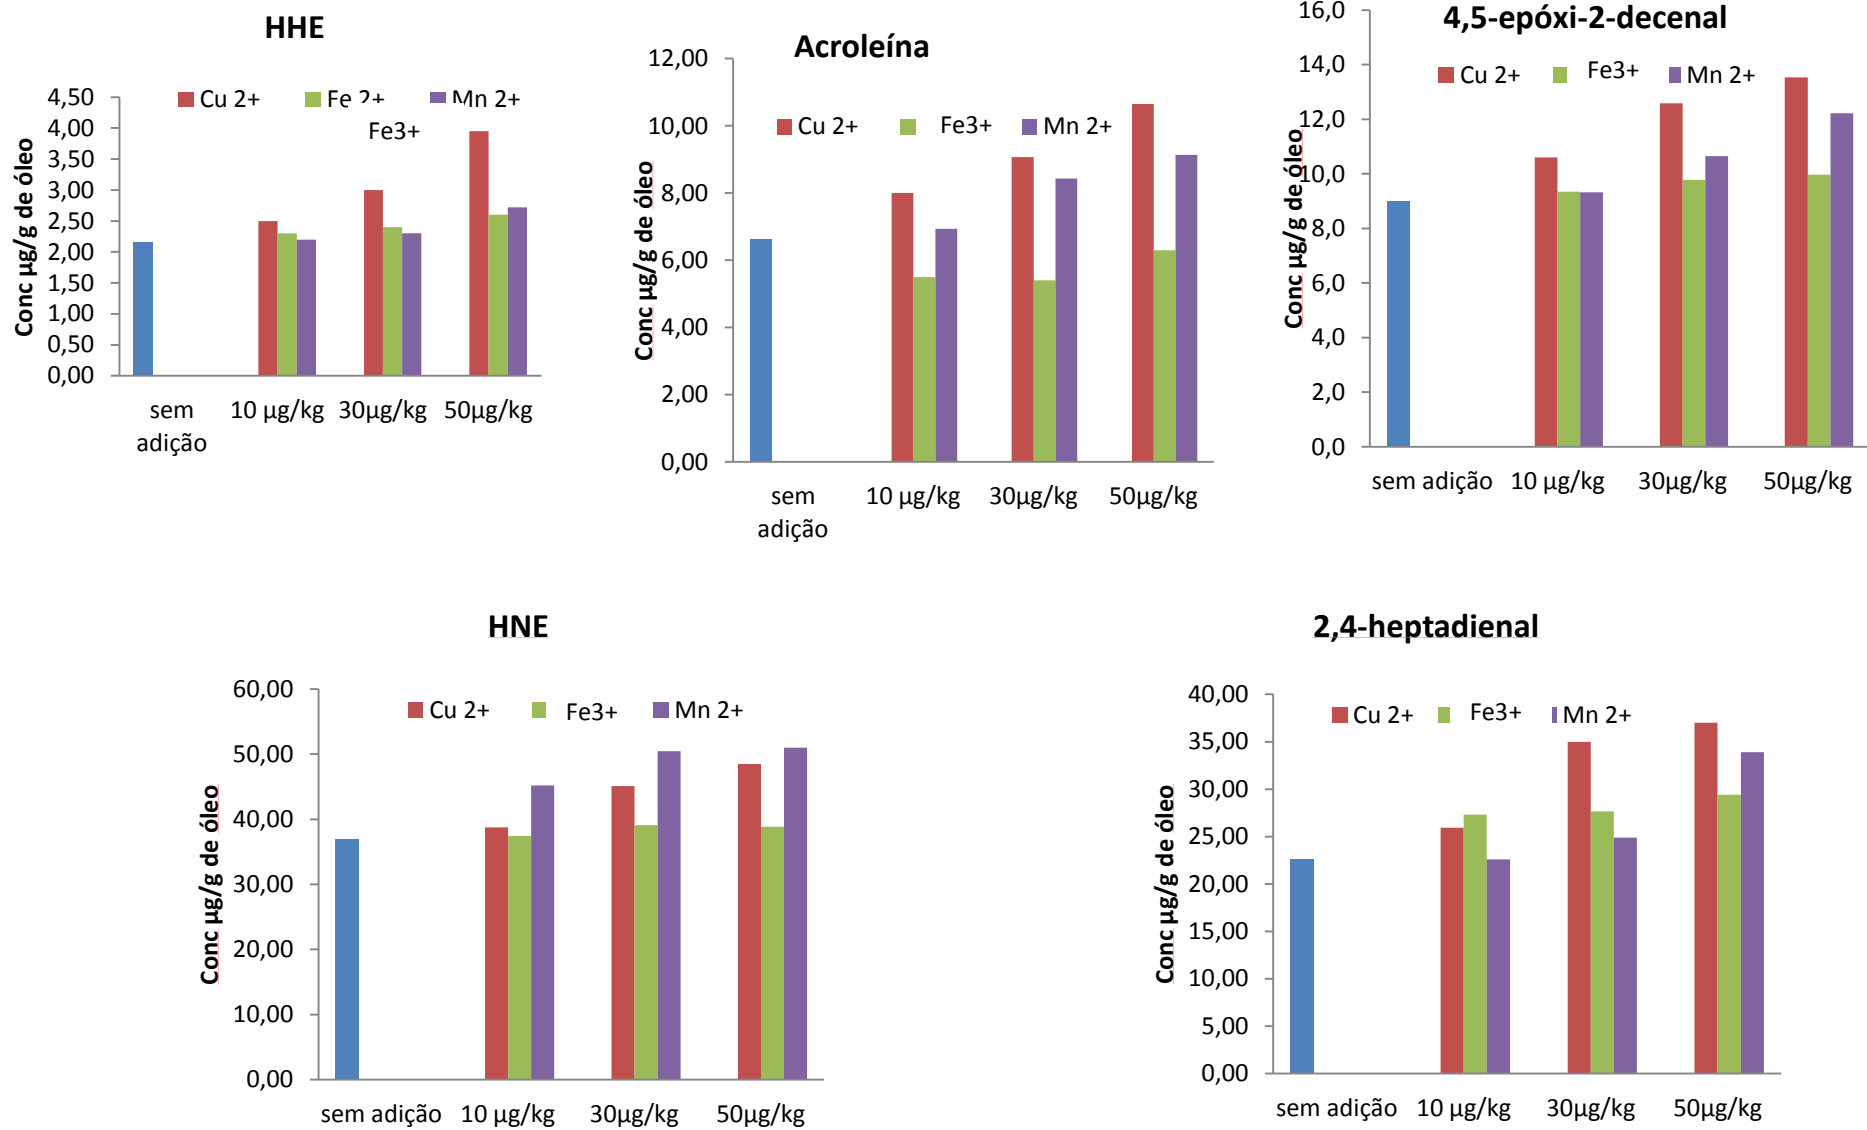 HHE
Cu 2+ Fe 2+ Mn 2+
Fe3+
4,50
4,00
3,50
3,00
2,50
2,00
1,50
1,00
0,50
0,00
Conc µg/g de óleo
sem adição 10 µg/kg 30µg/kg 50µg/kg
Acroleína
Cu 2+ Fe3+ Mn 2+
12,00
10,00
8,00
6,00
4,00
2,00
0,00
Conc µg/g de óleo
sem adição 10 µg/kg 30µg/kg 50µg/kg
4,5-epóxi-2-decenal
Cu 2+ Fe3+ Mn 2+
16,0
14,0
12,0
10,0
8,0
6,0
4,0
2,0
0,0
Conc µg/g de óleo
sem adição 10 µg/kg 30µg/kg 50µg/kg
HNE
Cu 2+ Fe3+ Mn 2+
60,00
50,00
40,00
30,00
20,00
10,00
0,00
Conc µg/g de óleo
sem adição 10 µg/kg 30µg/kg 50µg/kg
2,4-heptadienal
Cu 2+ Fe3+ Mn 2+
40,00
35,00
30,00
25,00
20,00
15,00
10,00
5,00
0,00
Conc µg/g de óleo
sem adição 10 µg/kg 30µg/kg 50µg/kg